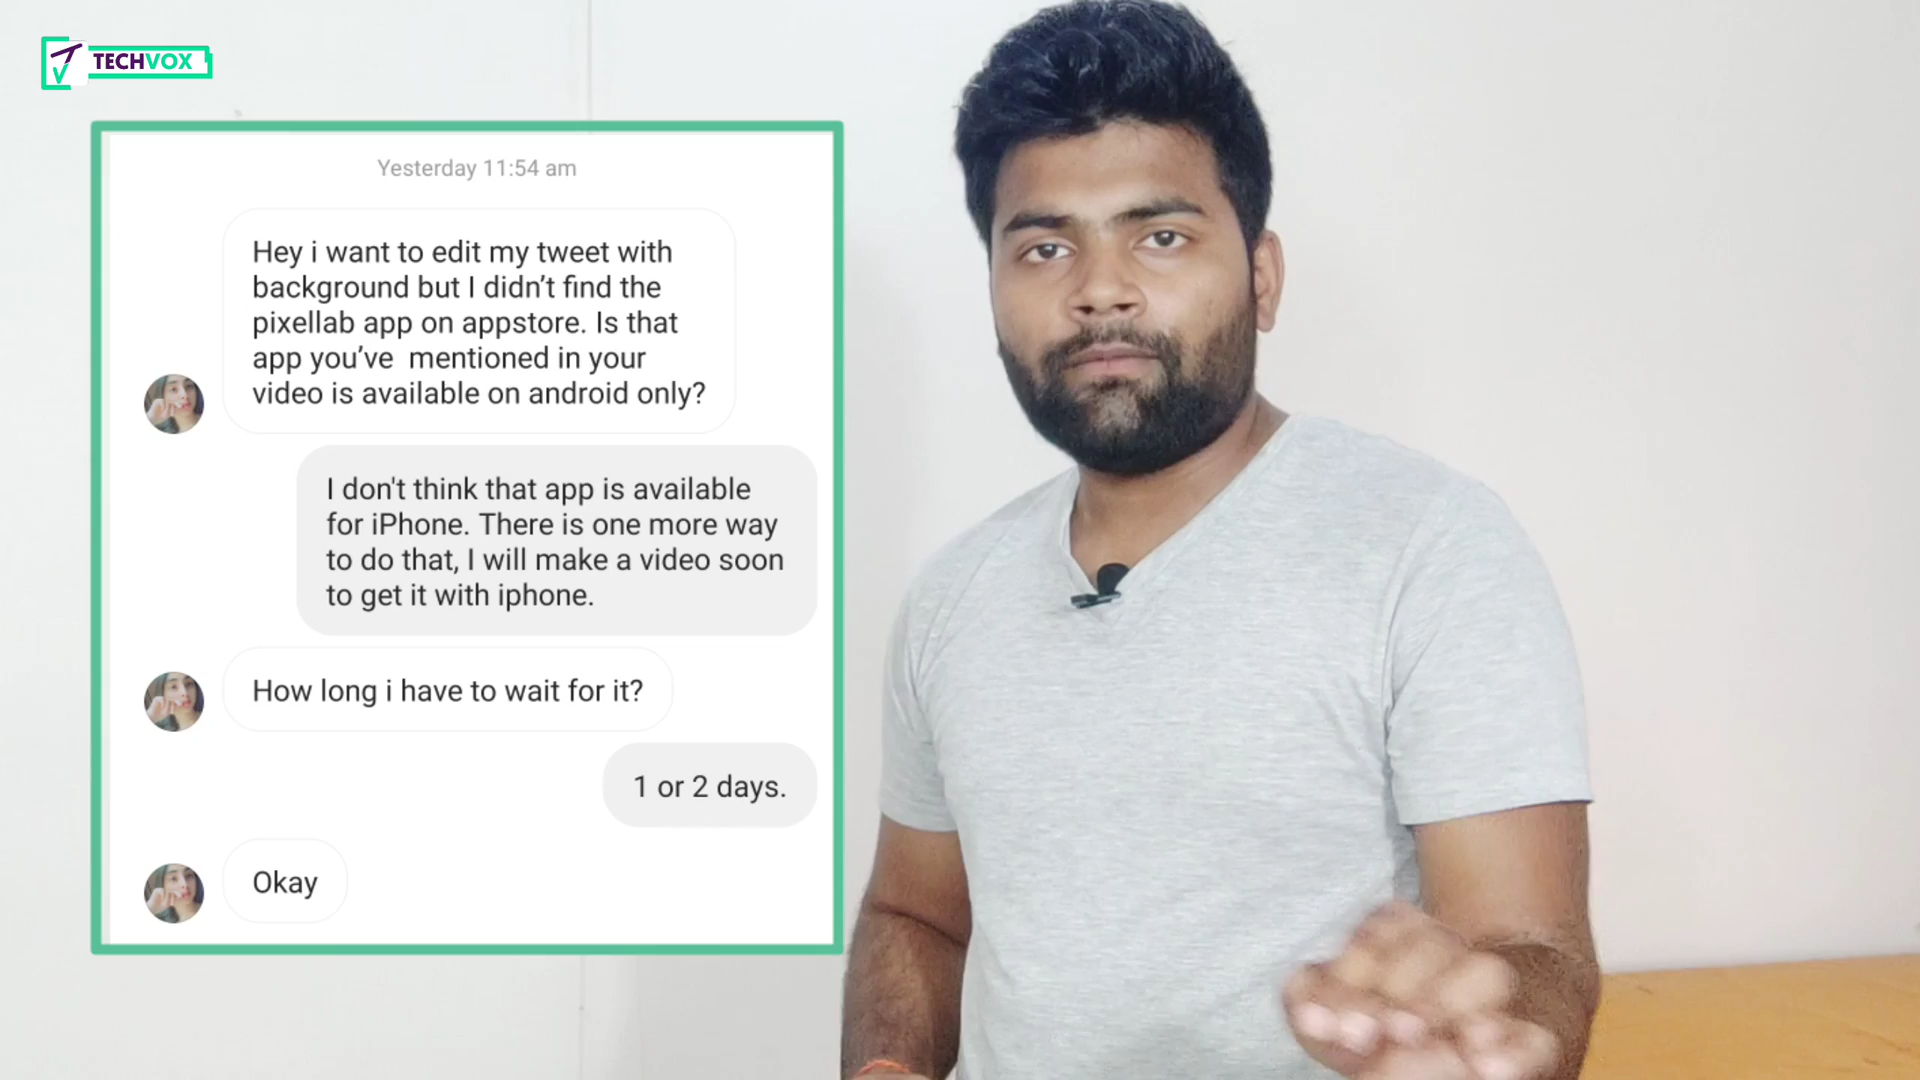 TECHVOX
Yesterday 11:54 am
Hey i want to edit my tweet with
background but I didn’t find the
pixellab app on appstore. Is that
app you’ve  mentioned in your
video is available on android only?
I don't think that app is available
for iPhone. There is one more way
to do that, I will make a video soon
to get it with iphone.
How long i have to wait for it?
1 or 2 days.
Okay